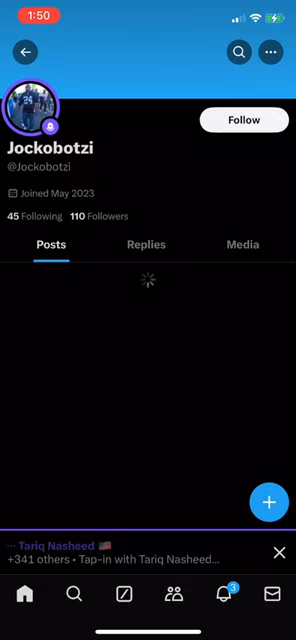 1:50
24
Follow
Jockobotzi
@Jockobotzi
Joined May 2023
45 Following 110 Followers
Posts Replies Media
··· Tariq Nasheed 🇺🇸
+341 others • Tap-in with Tariq Nasheed...
3